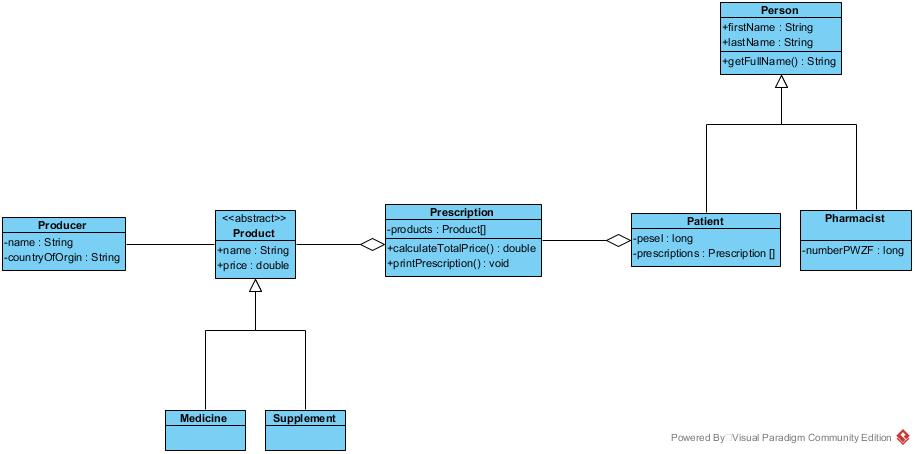 Person
+firstName : String
+lastName : String
+getFullName() : String
Producer
-name : String
-countryOfOrgin : String
<<abstract>>
Product
+name : String
+price : double
Prescription
-products : Product[]
+calculateTotalPrice() : double
+printPrescription() : void
Patient
-pesel : long
-prescriptions : Prescription []
Pharmacist
-numberPWZF : long
Medicine
Supplement
Powered By Visual Paradigm Community Edition